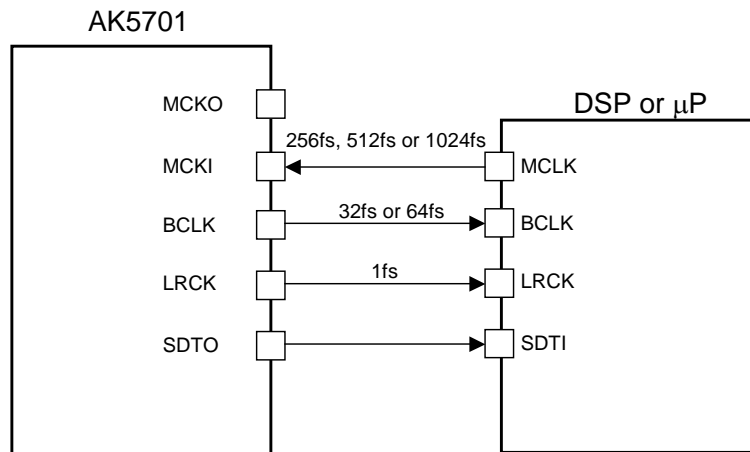 AK5701
DSP or μP
MCKO
256fs, 512fs or 1024fs
MCKI
MCLK
32fs or 64fs
BCLK
BCLK
1fs
LRCK
LRCK
SDTO
SDTI